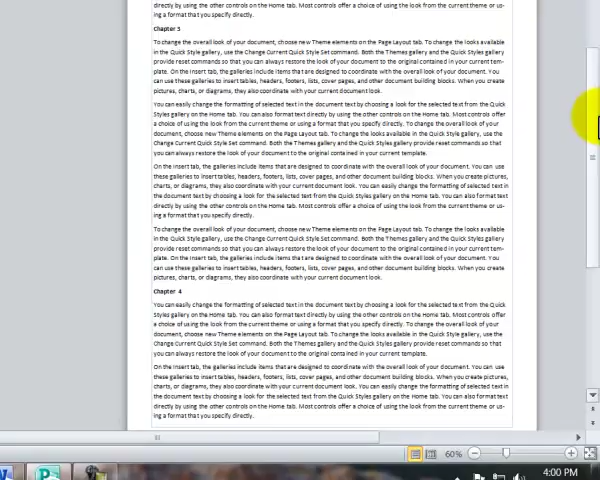 directly by using the other controls on the Home tab. Most controls offer a choice of using the look from the current theme or us-
ing a format that you specify directly.
Chapter 3
To change the overall look of your document, choose new Theme elements on the Page Layout tab. To change the looks available
in the Quick Style gallery, use the Change Current Quick Style Set command. Both the Themes gallery and the Quick Styles gallery
provide reset commands so that you can always restore the look of your document to the original contained in your current tem-
plate. On the Insert tab, the galleries include items that are designed to coordinate with the overall look of your document. You
can use these galleries to insert tables, headers, footers, lists, cover pages, and other document building blocks. When you create
pictures, charts, or diagrams, they also coordinate with your current document look.
You can easily change the formatting of selected text in the document text by choosing a look for the selected text from the Quick
Styles gallery on the Home tab. You can also format text directly by using the other controls on the Home tab. Most controls offer
a choice of using the look from the current theme or using a format that you specify directly. To change the overall look of your
document, choose new Theme elements on the Page Layout tab. To change the looks available in the Quick Style gallery, use the
Change Current Quick Style Set command. Both the Themes gallery and the Quick Styles gallery provide reset commands so that
you can always restore the look of your document to the original contained in your current template.
On the Insert tab, the galleries include items that are designed to coordinate with the overall look of your document. You can use
these galleries to insert tables, headers, footers, lists, cover pages, and other document building blocks. When you create pictures,
charts, or diagrams, they also coordinate with your current document look. You can easily change the formatting of selected text in
the document text by choosing a look for the selected text from the Quick Styles gallery on the Home tab. You can also format text
directly by using the other controls on the Home tab. Most controls offer a choice of using the look from the current theme or us-
ing a format that you specify directly.
To change the overall look of your document, choose new Theme elements on the Page Layout tab. To change the looks available
in the Quick Style gallery, use the Change Current Quick Style Set command. Both the Themes gallery and the Quick Styles gallery
provide reset commands so that you can always restore the look of your document to the original contained in your current tem-
plate. On the Insert tab, the galleries include items that are designed to coordinate with the overall look of your document. You
can use these galleries to insert tables, headers, footers, lists, cover pages, and other document building blocks. When you create
pictures, charts, or diagrams, they also coordinate with your current document look.
Chapter 4
You can easily change the formatting of selected text in the document text by choosing a look for the selected text from the Quick
Styles gallery on the Home tab. You can also format text directly by using the other controls on the Home tab. Most controls offer
a choice of using the look from the current theme or using a format that you specify directly. To change the overall look of your
document, choose new Theme elements on the Page Layout tab. To change the looks available in the Quick Style gallery, use the
Change Current Quick Style Set command. Both the Themes gallery and the Quick Styles gallery provide reset commands so that
you can always restore the look of your document to the original contained in your current template.
On the Insert tab, the galleries include items that are designed to coordinate with the overall look of your document. You can use
these galleries to insert tables, headers, footers, lists, cover pages, and other document building blocks. When you create pictures,
charts, or diagrams, they also coordinate with your current document look. You can easily change the formatting of selected text in
the document text by choosing a look for the selected text from the Quick Styles gallery on the Home tab. You can also format text
directly by using the other controls on the Home tab. Most controls offer a choice of using the look from the current theme or us-
ing a format that you specify directly.
60%
4:00 PM